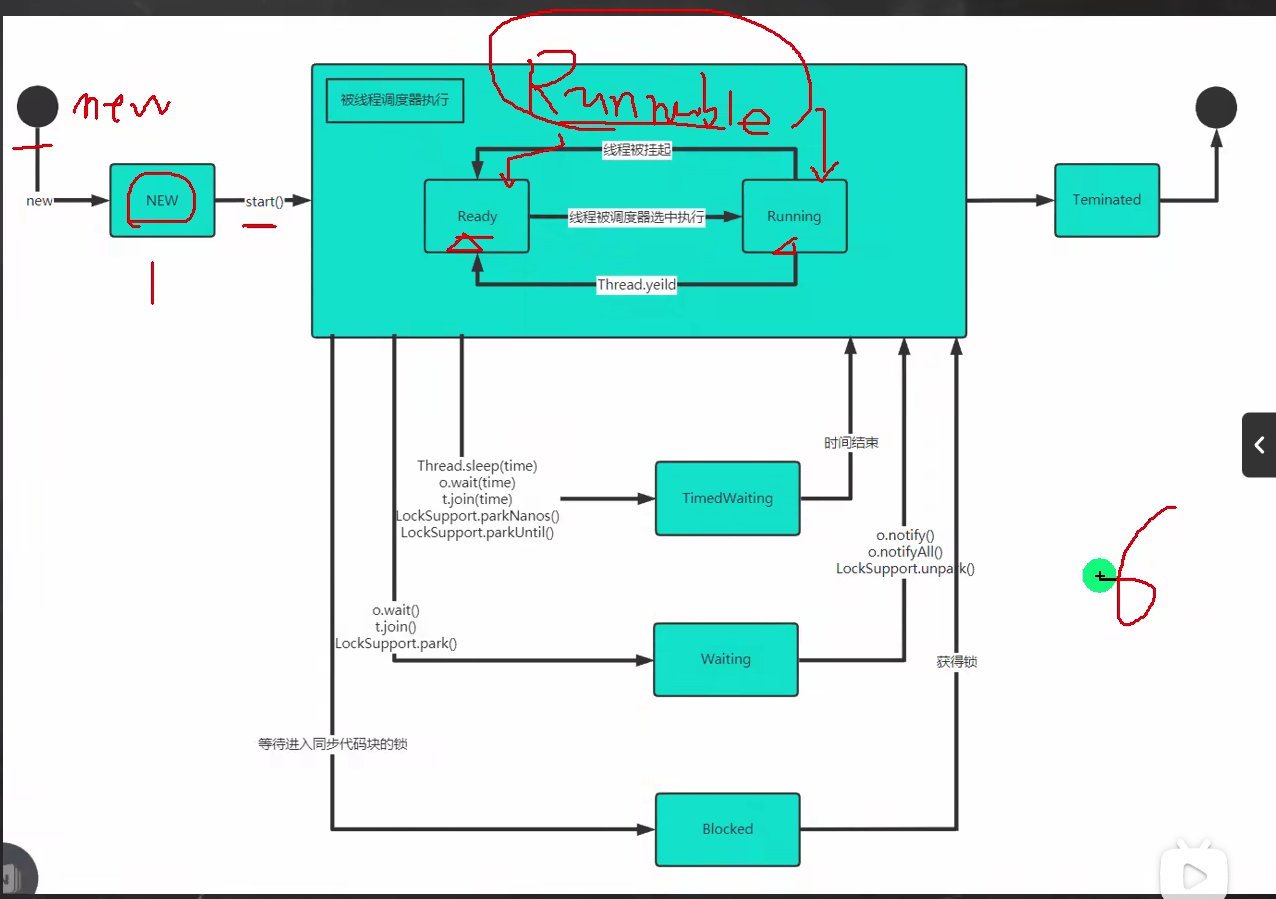 new
Runnable
被线程调度器执行
线程被挂起
new
NEW
start()
Ready
线程被调度器选中执行
Running
Teminated
Thread.yeild
Thread.sleep(time)
o.wait(time)
t.join(time)
LockSupport.parkNanos()
LockSupport.parkUntil()
时间结束
TimedWaiting
o.notify()
o.notifyAll()
LockSupport.unpark()
6
o.wait()
t.join()
LockSupport.park()
Waiting
获得锁
等待进入同步代码块的锁
Blocked